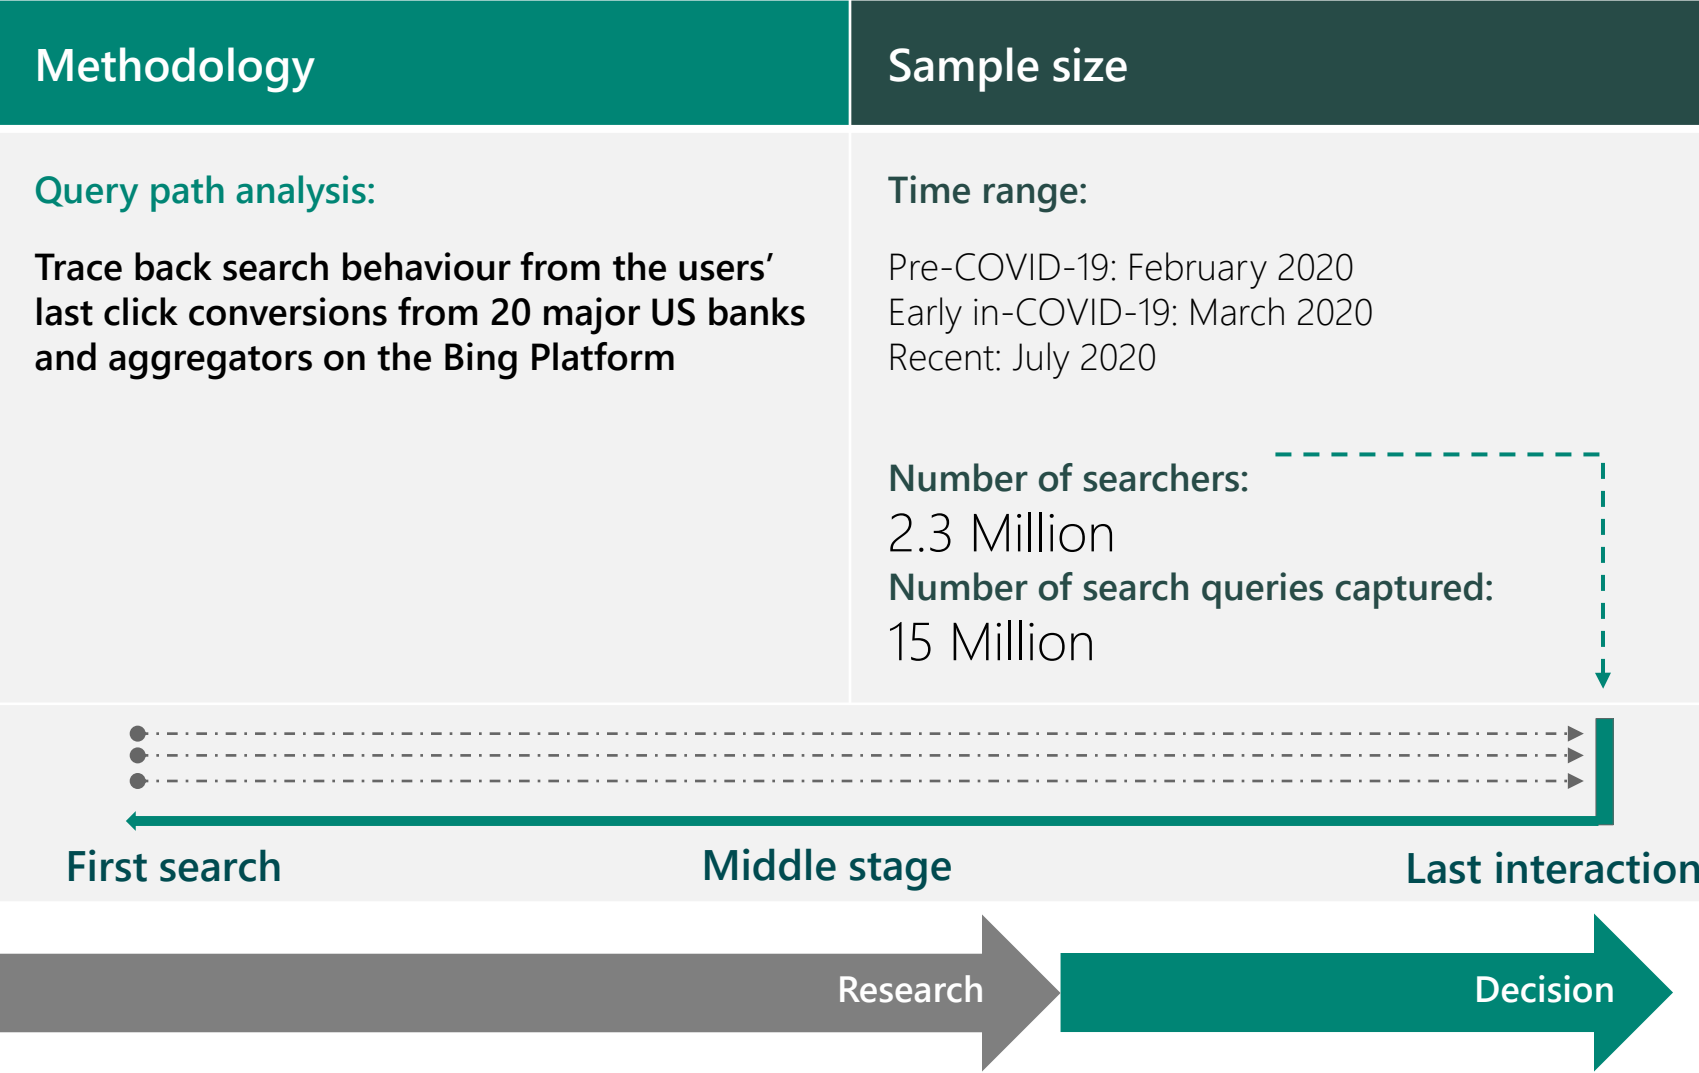 Methodology
Sample size
Query path analysis:
Trace back search behaviour from the users’
last click conversions from 20 major US banks
and aggregators on the Bing Platform
Time range:
Pre-COVID-19: February 2020
Early in-COVID-19: March 2020
Recent: July 2020
Number of searchers:
2.3 Million
Number of search queries captured:
15 Million
First search
Middle stage
Last interaction
Research
Decision